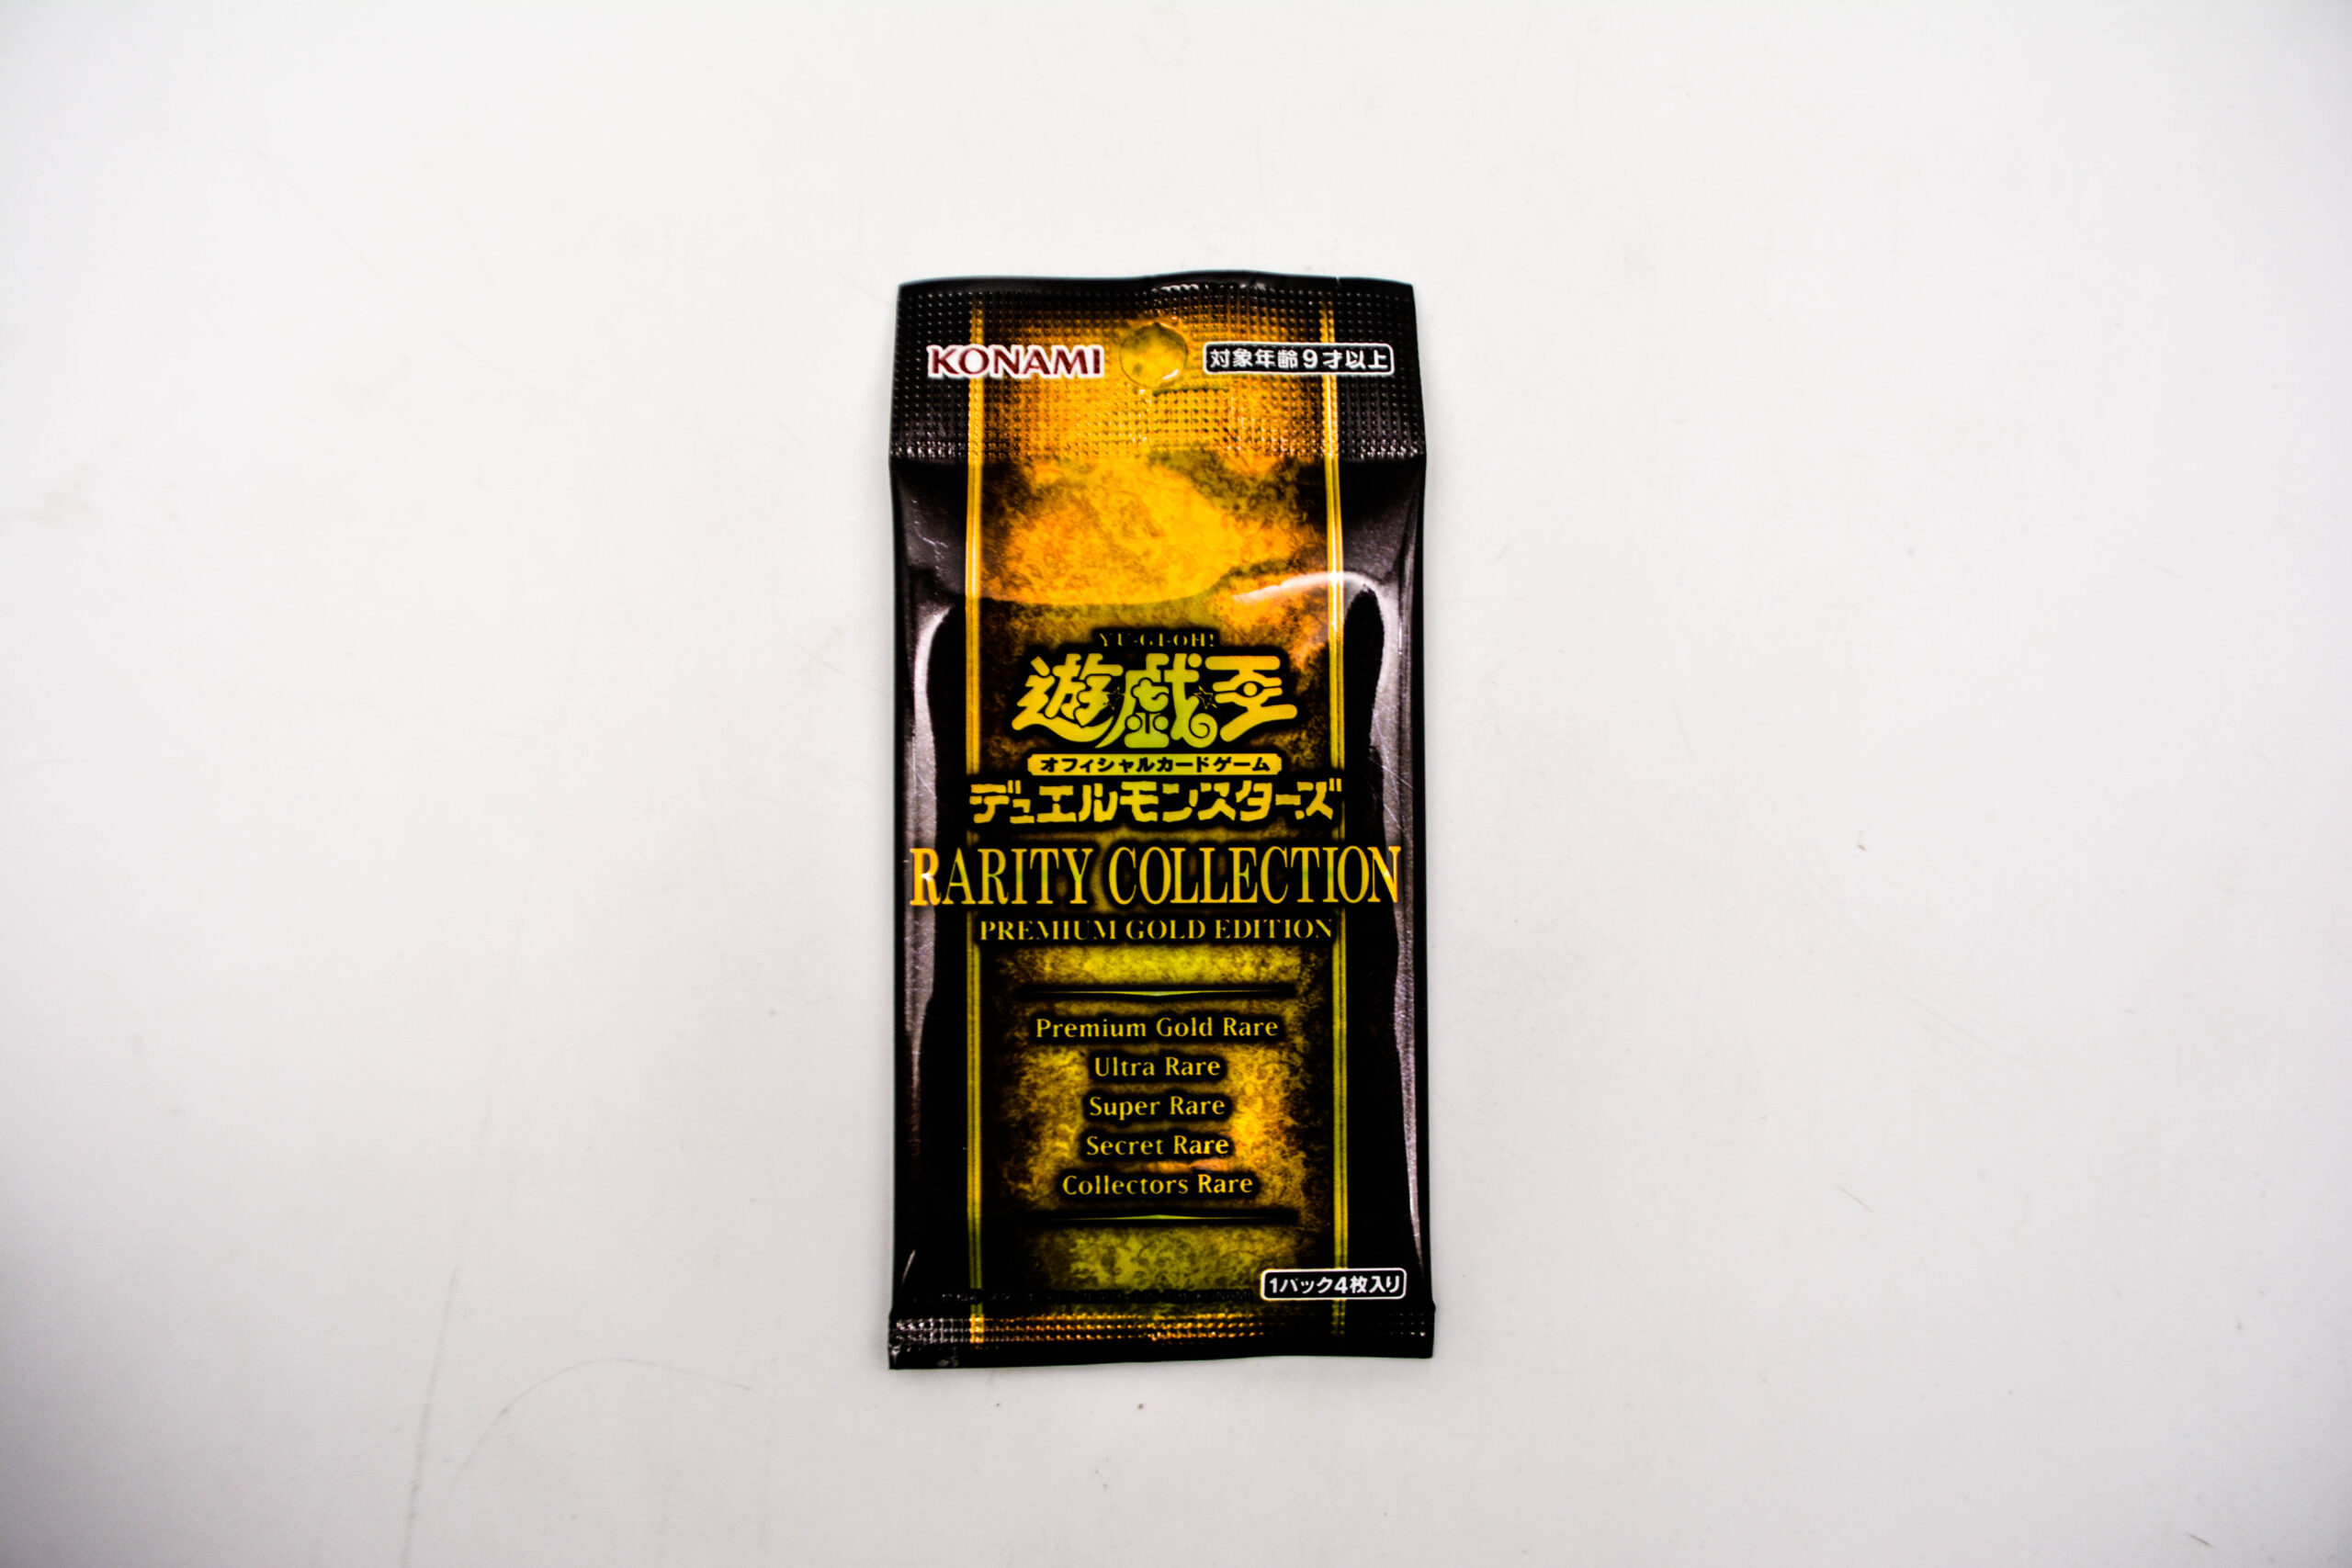 KONAMI
対象年齢9才以上
YU-GI-OH!
遊戯王
オフィシャルカードゲーム
デュエルモンスターズ
RARITY COLLECTION
PREMIUM GOLD EDITION
Premium Gold Rare
Ultra Rare
Super Rare
Secret Rare
Collectors Rare
1パック4枚入り